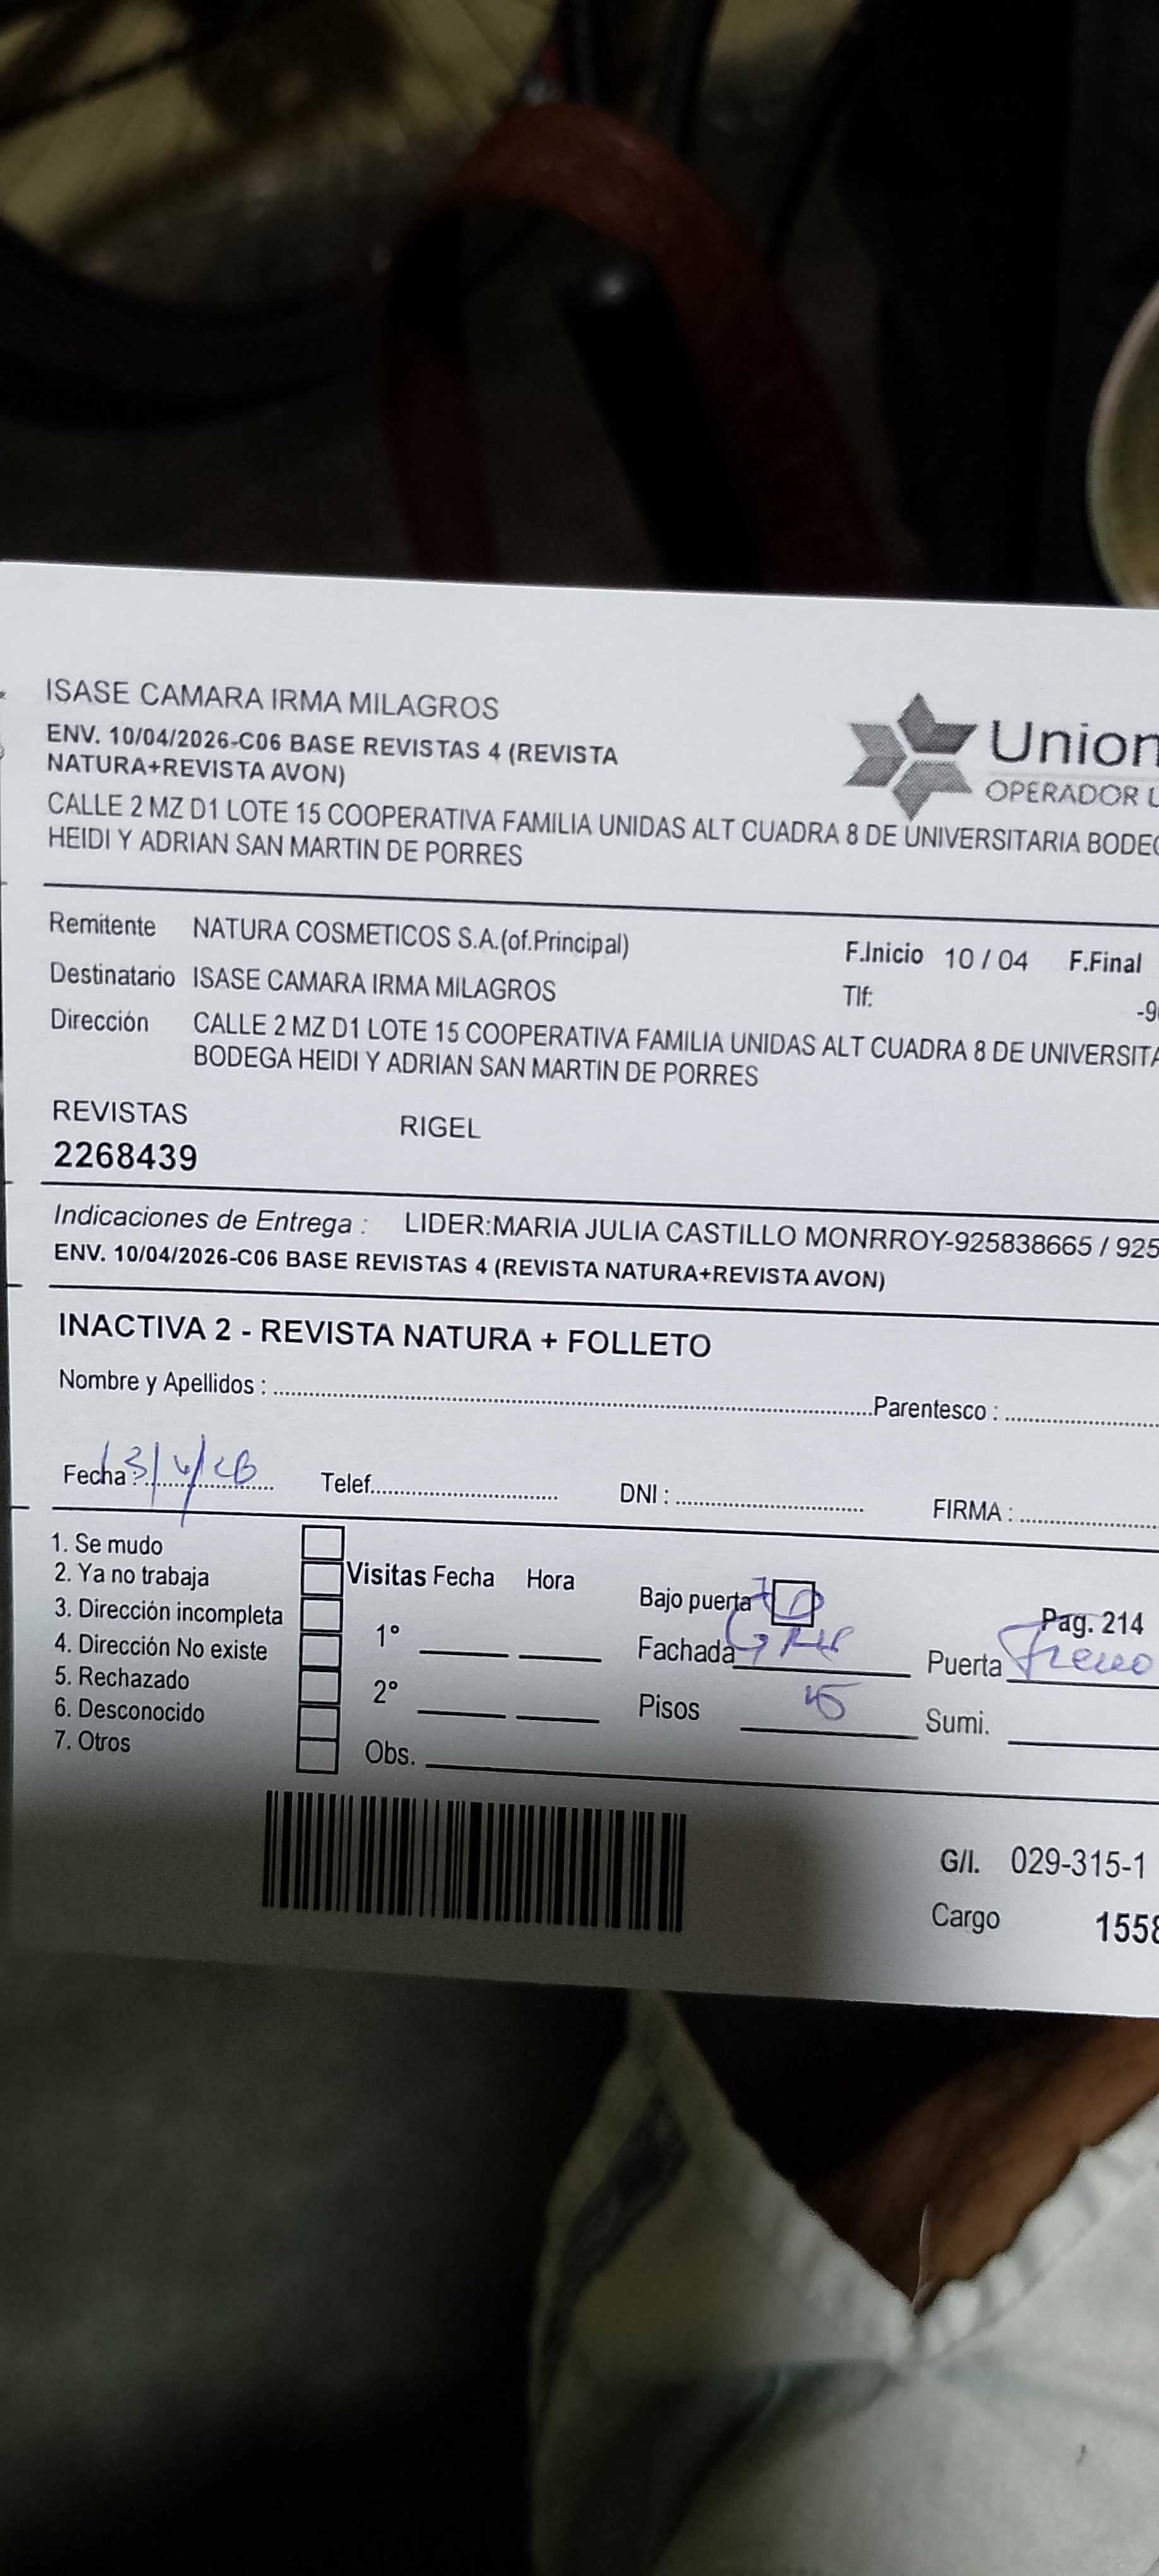 ISASE CAMARA IRMA MILAGROS
ENV. 10/04/2026-C06 BASE REVISTAS 4 (REVISTA
NATURA+REVISTA AVON)
CALLE 2 MZ D1 LOTE 15 COOPERATIVA FAMILIA UNIDAS ALT CUADRA 8 DE UNIVERSITARIA BODEG
HEIDI Y ADRIAN SAN MARTIN DE PORRES
Union
OPERADOR
Remitente NATURA COSMETICOS S.A.(of.Principal) F.Inicio 10 / 04 F.Final
Destinatario ISASE CAMARA IRMA MILAGROS Tlf:
Dirección CALLE 2 MZ D1 LOTE 15 COOPERATIVA FAMILIA UNIDAS ALT CUADRA 8 DE UNIVERSITA
BODEGA HEIDI Y ADRIAN SAN MARTIN DE PORRES
REVISTAS RIGEL
2268439
Indicaciones de Entrega : LIDER:MARIA JULIA CASTILLO MONRROY-925838665 / 925
ENV. 10/04/2026-C06 BASE REVISTAS 4 (REVISTA NATURA+REVISTA AVON)
INACTIVA 2 - REVISTA NATURA + FOLLETO
Nombre y Apellidos : Parentesco :
Fecha : Telef. DNI : FIRMA :
1. Se mudo
2. Ya no trabaja
3. Dirección incompleta
4. Dirección No existe
5. Rechazado
6. Desconocido
7. Otros
Visitas Fecha Hora
1°
2°
Obs.
Bajo puerta Pag. 214
Fachada Puerta
Pisos Sumi.
G/I. 029-315-1
Cargo 1558